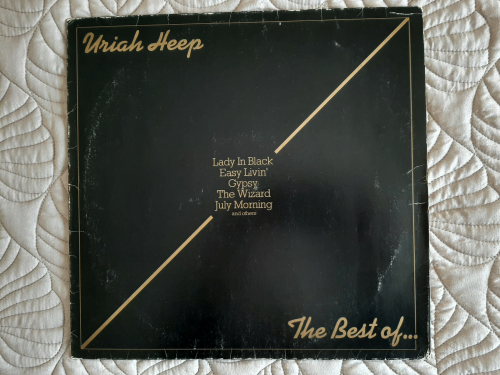 Uriah Heep
Lady In Black
Easy Livin'
Gypsy
The Wizard
July Morning
and others
The Best of...